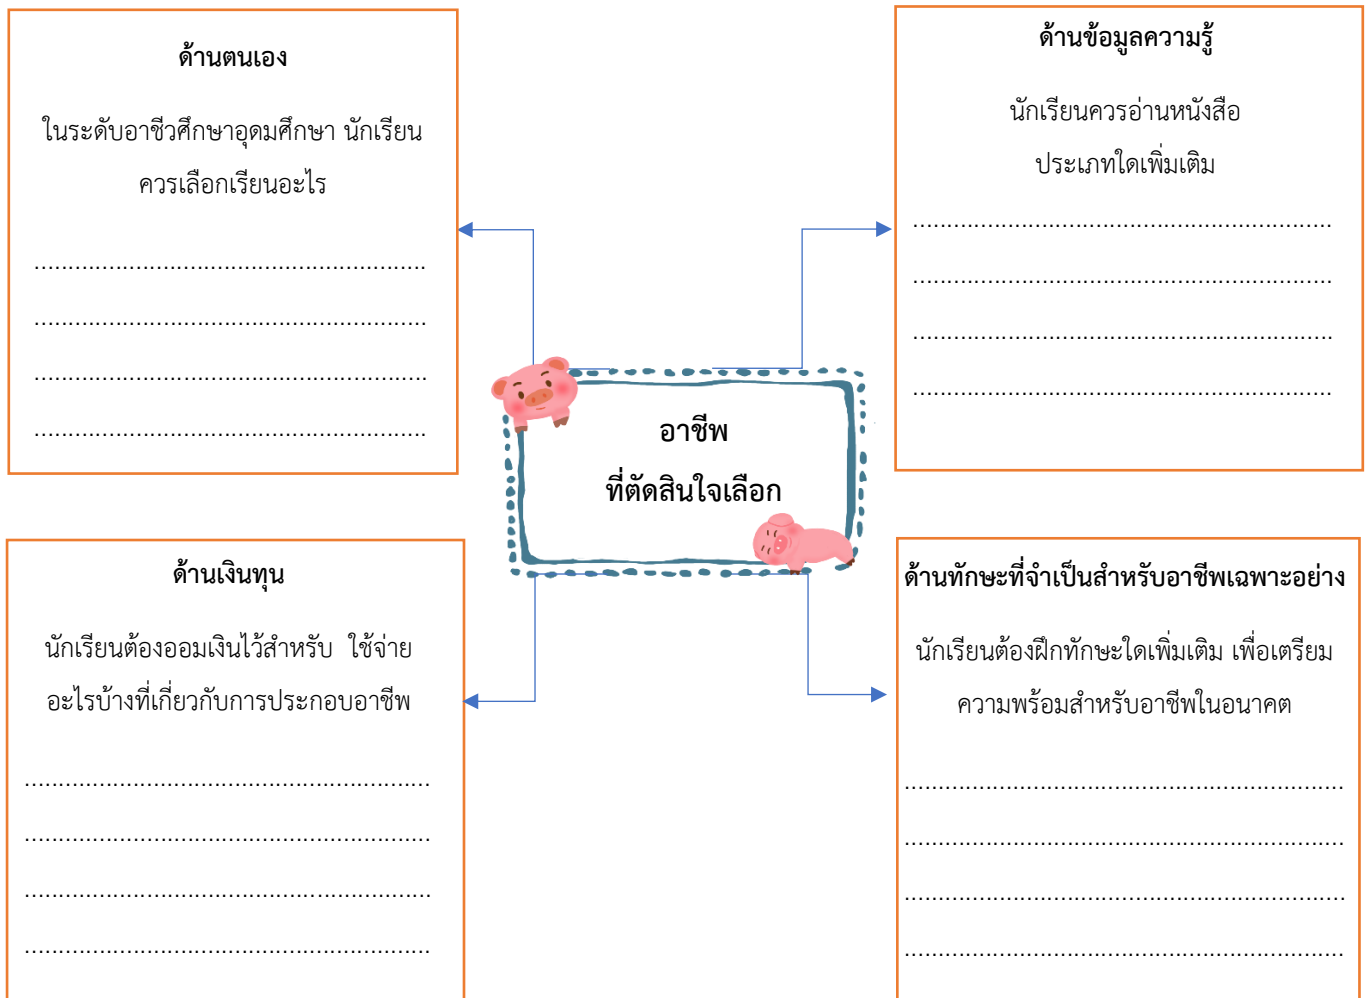 ด้านตนเอง
ในระดับอาชีวศึกษาอุดมศึกษา นักเรียน
ควรเลือกเรียนอะไร
........................................................
........................................................
........................................................
........................................................
ด้านข้อมูลความรู้
นักเรียนควรอ่านหนังสือ
ประเภทใดเพิ่มเติม
............................................................
............................................................
............................................................
............................................................
อาชีพ
ที่ตัดสินใจเลือก
ด้านเงินทุน
นักเรียนต้องออมเงินไว้สำหรับ ใช้จ่าย
อะไรบ้างที่เกี่ยวกับการประกอบอาชีพ
..........................................................
..........................................................
..........................................................
..........................................................
ด้านทักษะที่จำเป็นสำหรับอาชีพเฉพาะอย่าง
นักเรียนต้องฝึกทักษะใดเพิ่มเติม เพื่อเตรียม
ความพร้อมสำหรับอาชีพในอนาคต
...............................................................
...............................................................
...............................................................
...............................................................